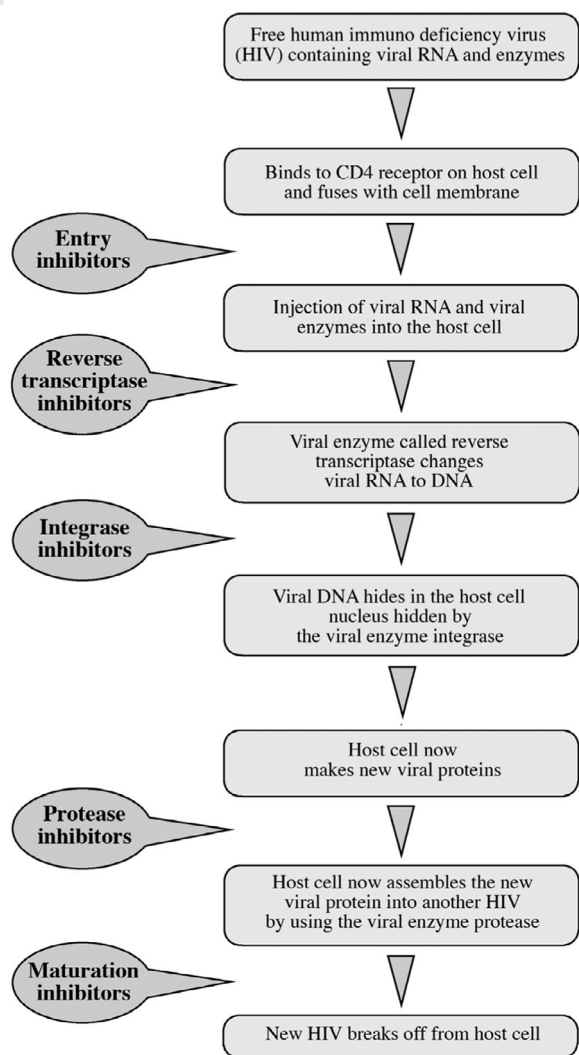 Free human immuno deficiency virus
(HIV) containing viral RNA and enzymes
Binds to CD4 receptor on host cell
and fuses with cell membrane
Entry
inhibitors
Injection of viral RNA and viral
enzymes into the host cell
Reverse
transcriptase
inhibitors
Viral enzyme called reverse
transcriptase changes
viral RNA to DNA
Integrase
inhibitors
Viral DNA hides in the host cell
nucleus hidden by
the viral enzyme integrase
Host cell now
makes new viral proteins
Protease
inhibitors
Host cell now assembles the new
viral protein into another HIV
by using the viral enzyme protease
Maturation
inhibitors
New HIV breaks off from host cell